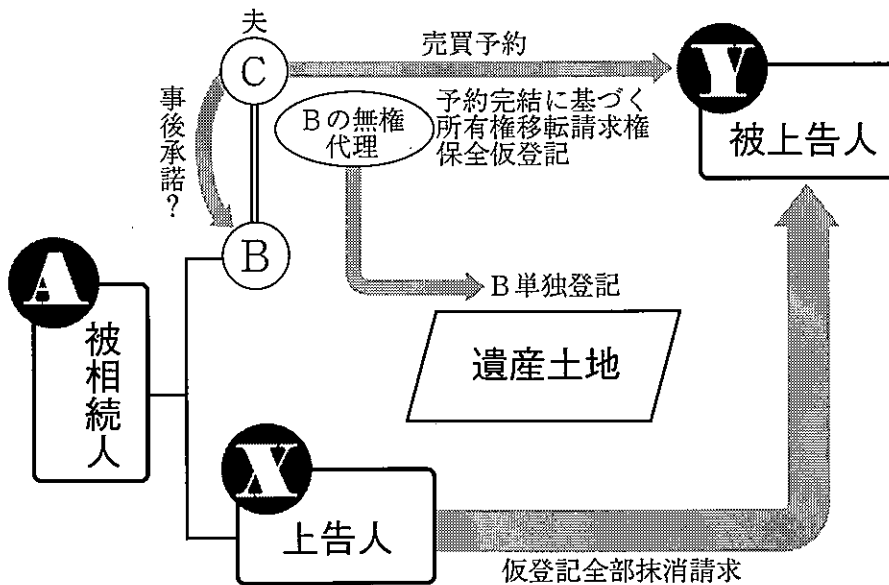 夫
C
売買予約
Y
被上告人
事後承諾?
Bの無権
代理
予約完結に基づく
所有権移転請求権
保全仮登記
B
B単独登記
A
被相続人
遺産土地
X
上告人
仮登記全部抹消請求